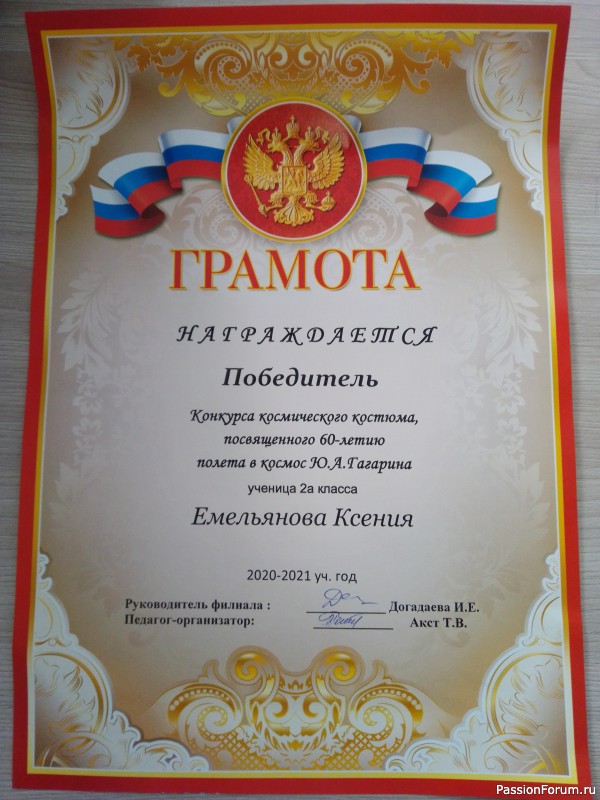 ГРАМОТА
НАГРАЖДАЕТСЯ
Победитель
Конкурса космического костюма,
посвященного 60-летию
полета в космос Ю.А.Гагарина
ученица 2а класса
Емельянова Ксения
2020-2021 уч. год
Руководитель филиала : Догадаева И.Е.
Педагог-организатор: Акст Т.В.
PassionForum.ru